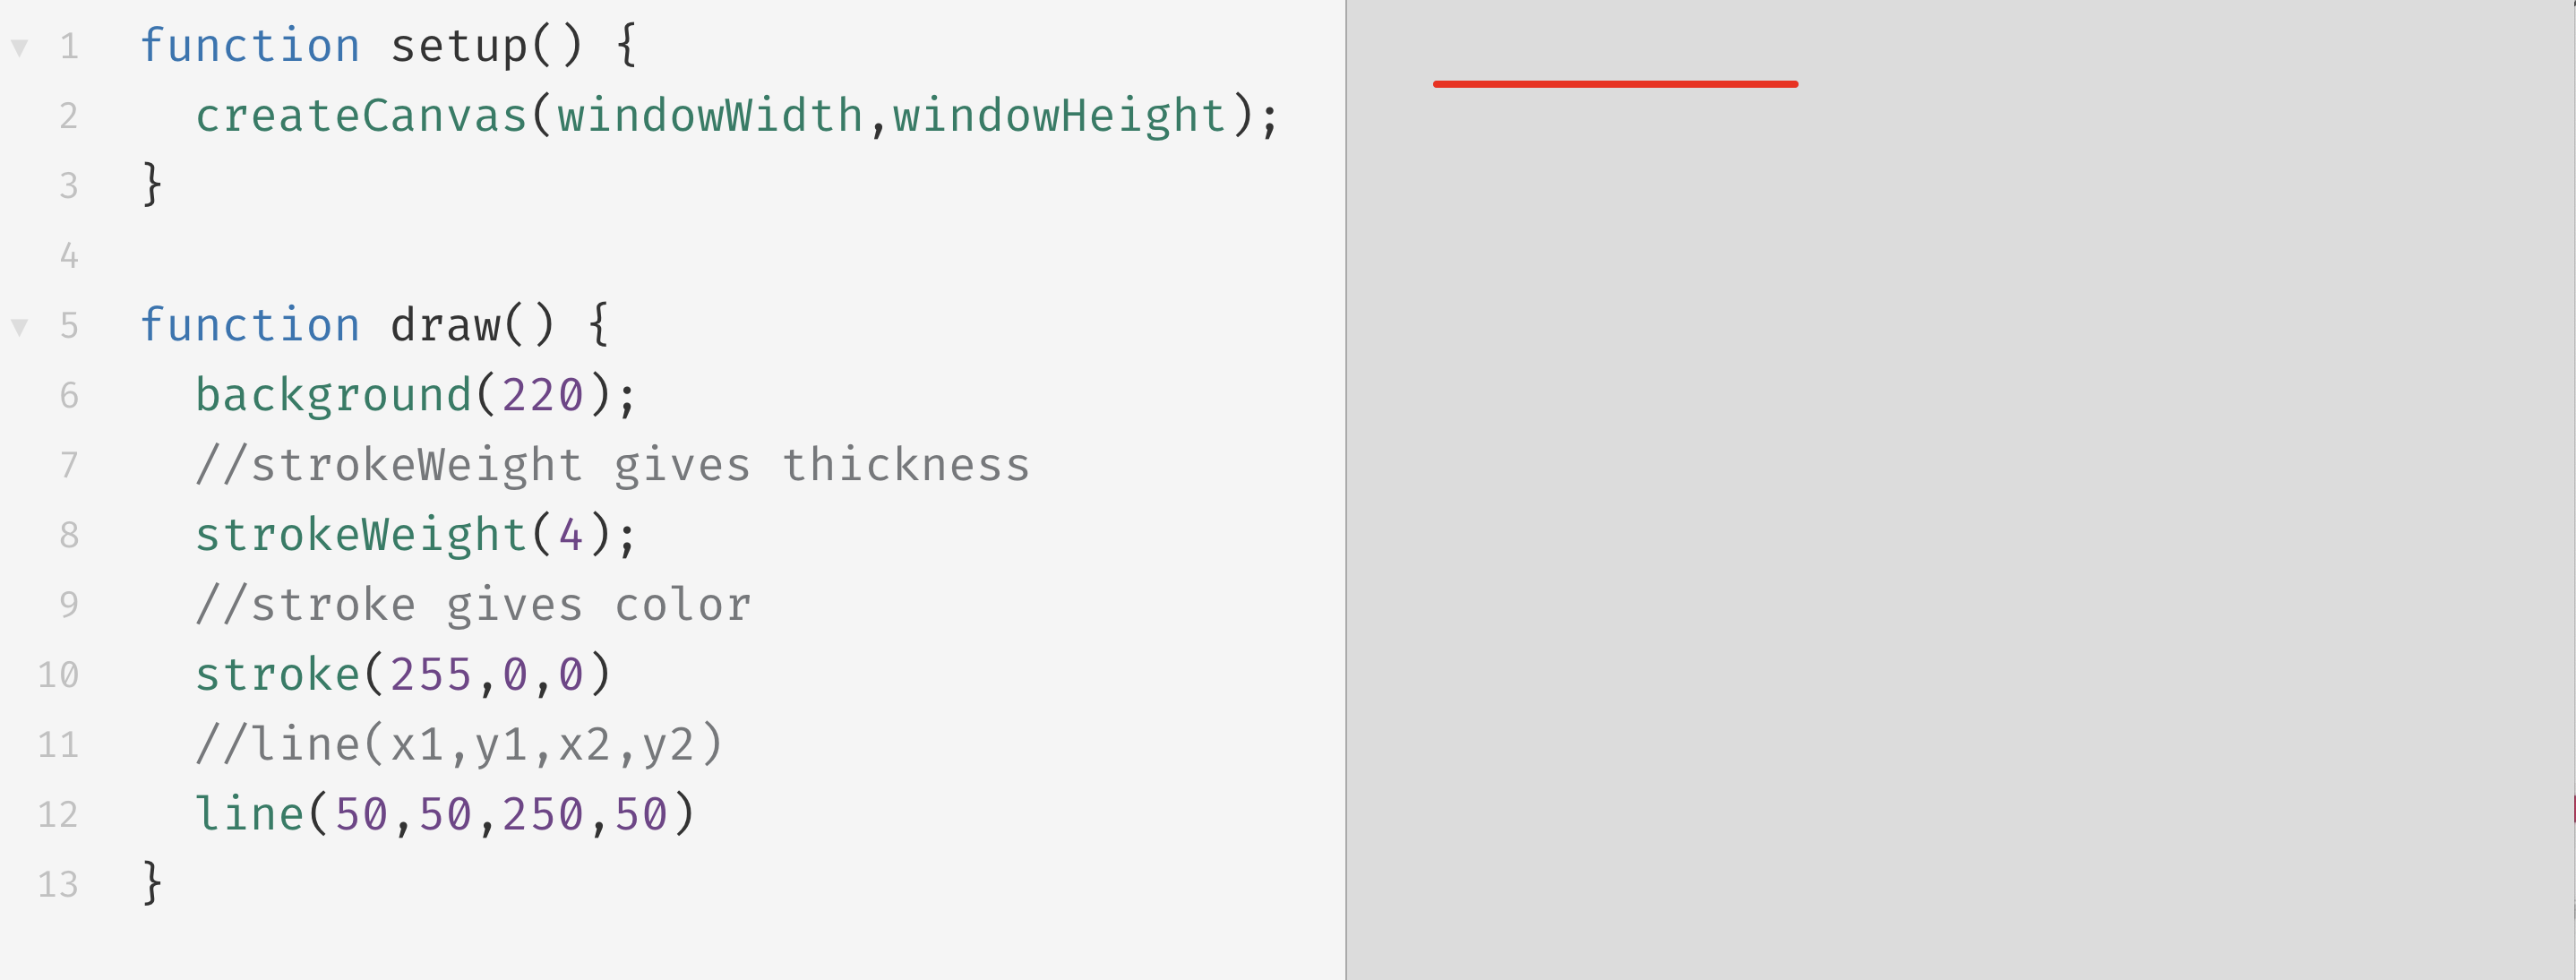 1 function setup() {
2 createCanvas(windowWidth,windowHeight);
3 }
4
5 function draw() {
6 background(220);
7 //strokeWeight gives thickness
8 strokeWeight(4);
9 //stroke gives color
10 stroke(255,0,0)
11 //line(x1,y1,x2,y2)
12 line(50,50,250,50)
13 }